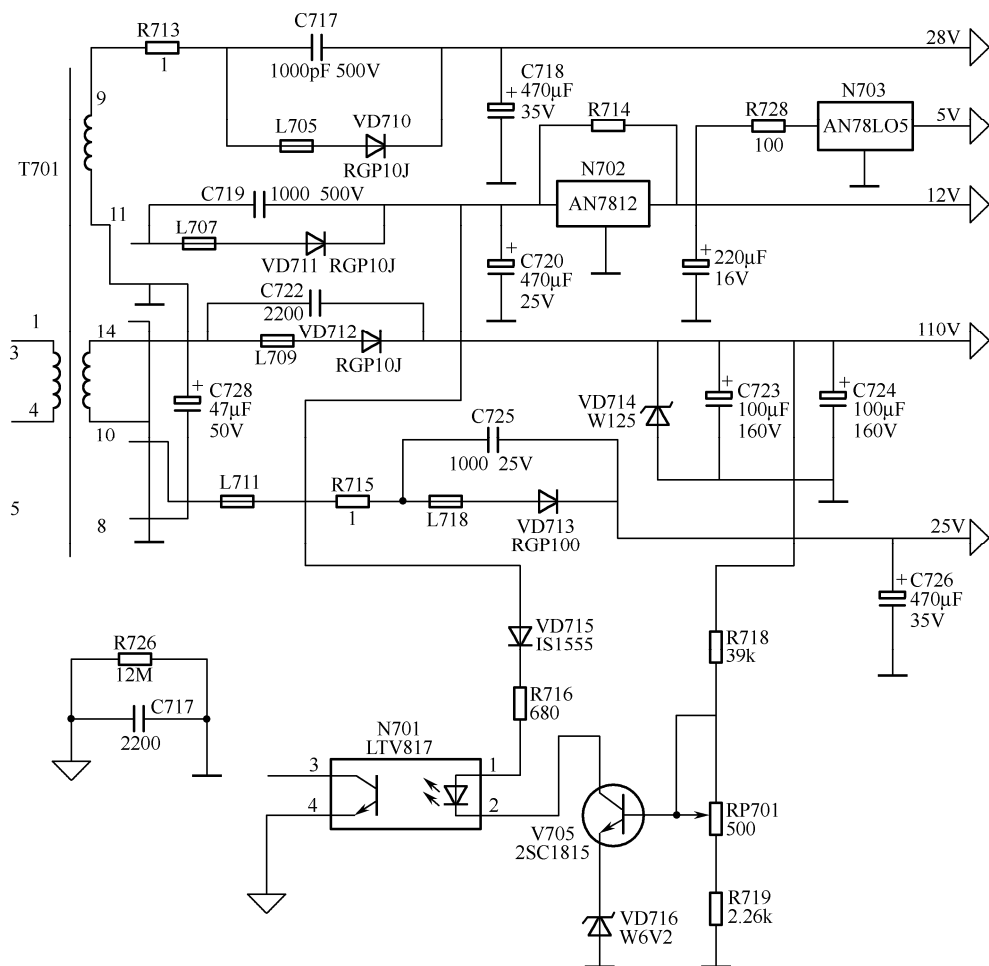 C717
R713
1
1000pF 500V
28V
9
C718
470μF
35V
+
N703
R728
100
AN78LO5
5V
R714
VD710
L705
RGP10J
T701
N702
AN7812
12V
C719
1000 500V
11
L707
VD711 RGP10J
+
C720
470μF
25V
220μF
16V
C722
2200
1
14
VD712
L709
RGP10J
110V
3
4
+
C728
47μF
50V
VD714
W125
+
C723
100μF
160V
+
C724
100μF
160V
C725
1000 25V
10
5
8
L711
R715
1
L718
VD713
RGP100
25V
+
C726
470μF
35V
VD715
IS1555
R718
39k
R726
12M
C717
2200
R716
680
N701
LTV817
3
4
1
2
V705
2SC1815
RP701
500
R719
2.26k
VD716
W6V2